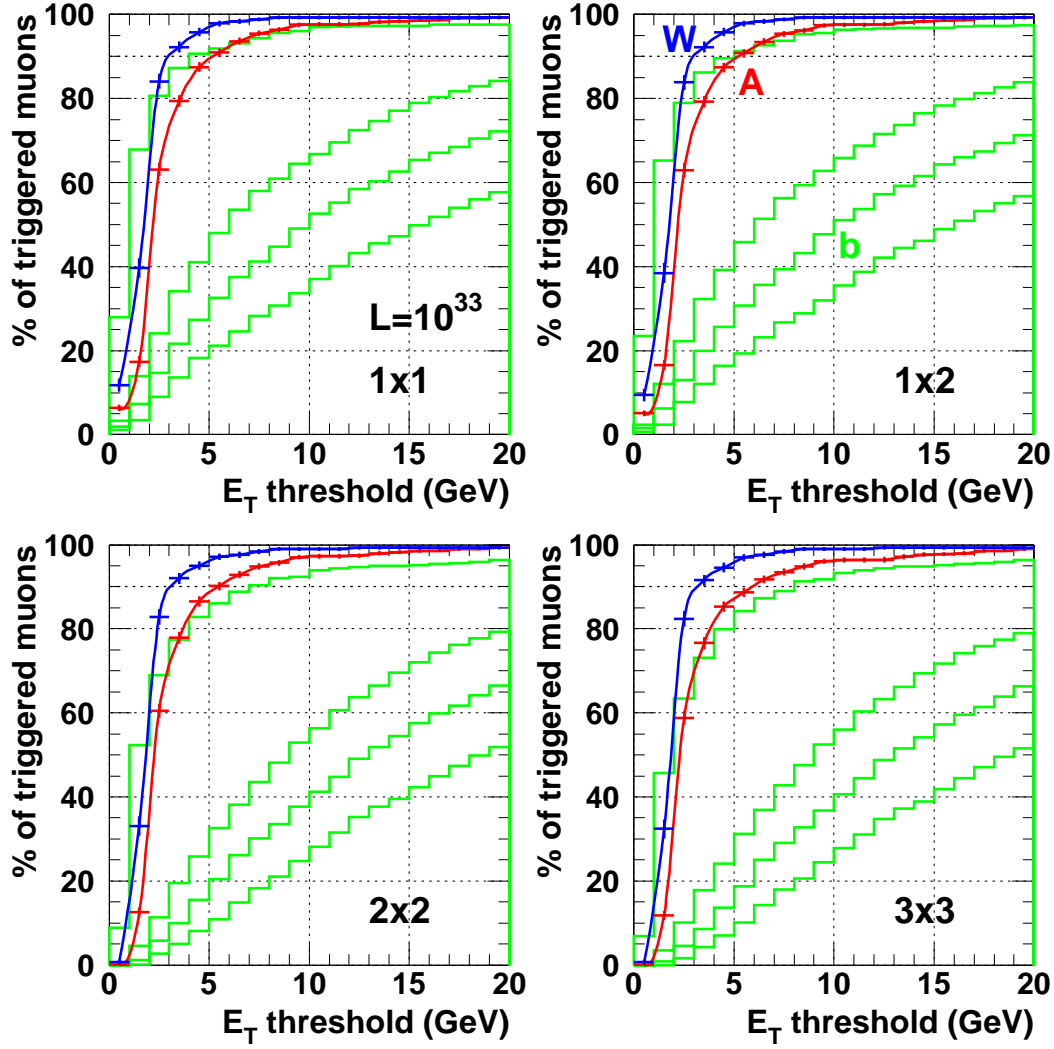 % of triggered muons
100
80
60
40
20
0
L=10^33
1x1
0 5 10 15 20
E_T threshold (GeV)
% of triggered muons
100
80
60
40
20
0
W
A
b
1x2
0 5 10 15 20
E_T threshold (GeV)
% of triggered muons
100
80
60
40
20
0
2x2
0 5 10 15 20
E_T threshold (GeV)
% of triggered muons
100
80
60
40
20
0
3x3
0 5 10 15 20
E_T threshold (GeV)